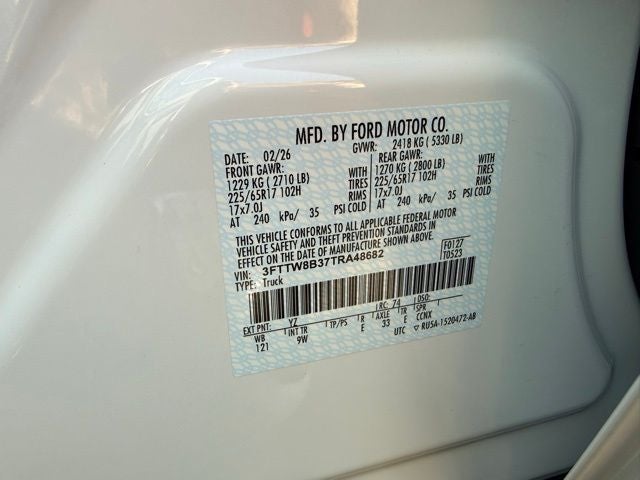 MFD. BY FORD MOTOR CO.
DATE: 02/26 GVWR: 2418 KG ( 5330 LB)
FRONT GAWR: REAR GAWR:
1229 KG ( 2710 LB) WITH 1270 KG ( 2800 LB) WITH
225/65R17 102H TIRES 225/65R17 102H TIRES
17x7.0J RIMS 17x7.0J RIMS
AT 240 kPa/ 35 PSI COLD AT 240 kPa/ 35 PSI COLD
THIS VEHICLE CONFORMS TO ALL APPLICABLE FEDERAL MOTOR
VEHICLE SAFETY AND THEFT PREVENTION STANDARDS IN
EFFECT ON THE DATE OF MANUFACTURE SHOWN ABOVE.
VIN: 3FTTW8B37TRA48682 F0127
TYPE: Truck T0523
RC: 74 DSO:
EXT PNT: YZ
WB INT TR TP/PS R AXLE TR SPR
121 9W E 33 E CCNX
UTC RU5A-1520472-AB